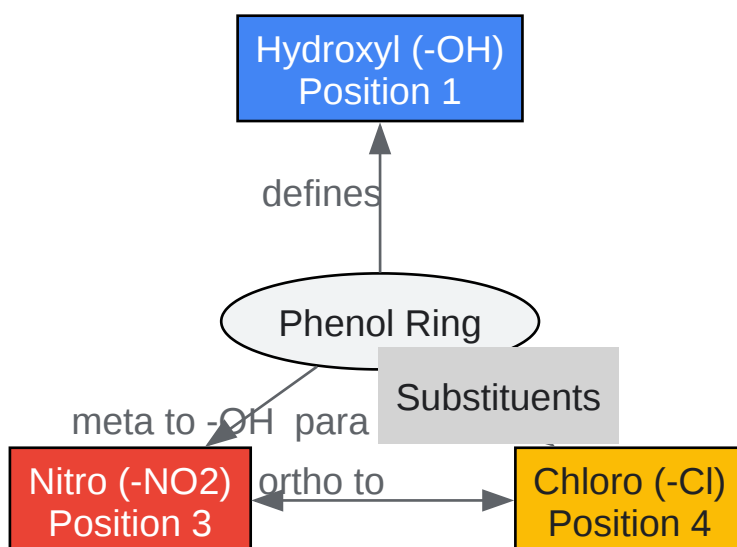 Hydroxyl (-OH)
Position 1
defines
Phenol Ring
Substituents
meta to -OH para
Nitro (-NO2)
Position 3
ortho to
Chloro (-Cl)
Position 4